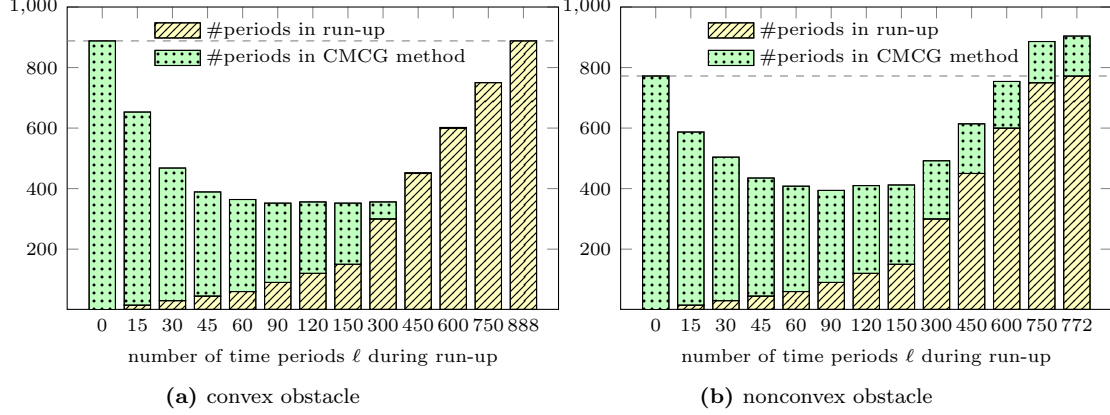 1,000
800
600
400
200
#periods in run-up
#periods in CMCG method
0 15 30 45 60 90 120 150 300 450 600 750 888
number of time periods ℓ during run-up
(a) convex obstacle
1,000
800
600
400
200
#periods in run-up
#periods in CMCG method
0 15 30 45 60 90 120 150 300 450 600 750 772
number of time periods ℓ during run-up
(b) nonconvex obstacle